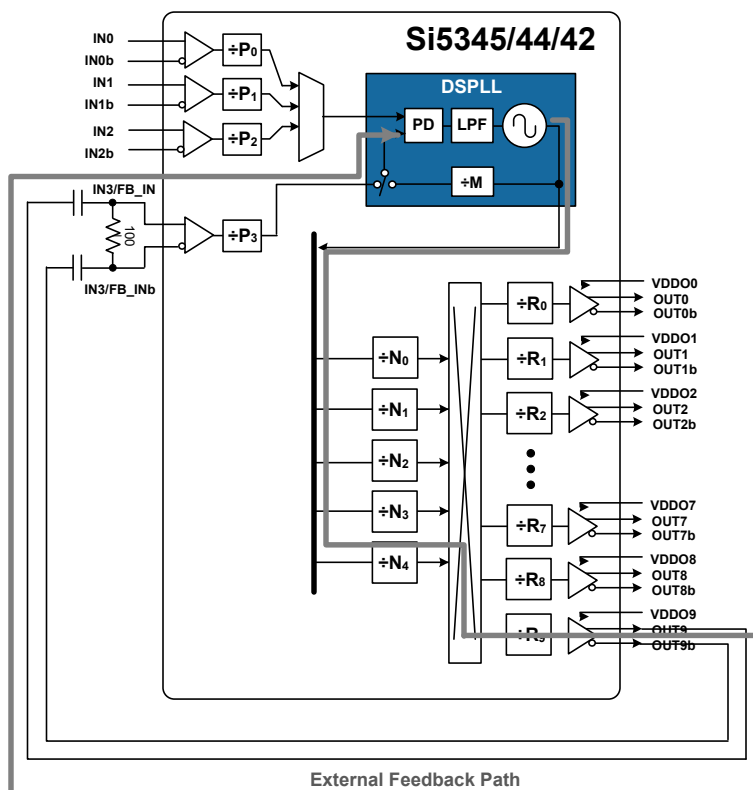 Si5345/44/42
IN0
IN0b
÷P0
IN1
IN1b
÷P1
IN2
IN2b
÷P2
DSPLL
PD
LPF
÷M
IN3/FB_IN
100
÷P3
IN3/FB_INb
÷N0
÷N1
÷N2
÷N3
÷N4
÷R0
VDDO0
OUT0
OUT0b
÷R1
VDDO1
OUT1
OUT1b
÷R2
VDDO2
OUT2
OUT2b
÷R7
VDDO7
OUT7
OUT7b
÷R8
VDDO8
OUT8
OUT8b
÷R9
VDDO9
OUT9
OUT9b
External Feedback Path